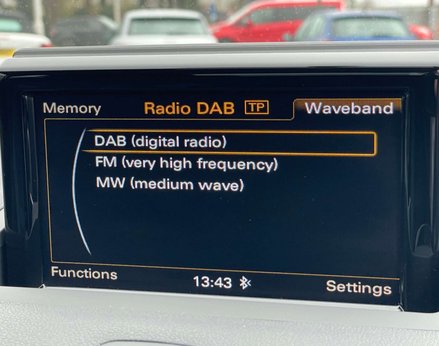 Memory Radio DAB TP Waveband
DAB (digital radio)
FM (very high frequency)
MW (medium wave)
Functions 13:43 Settings